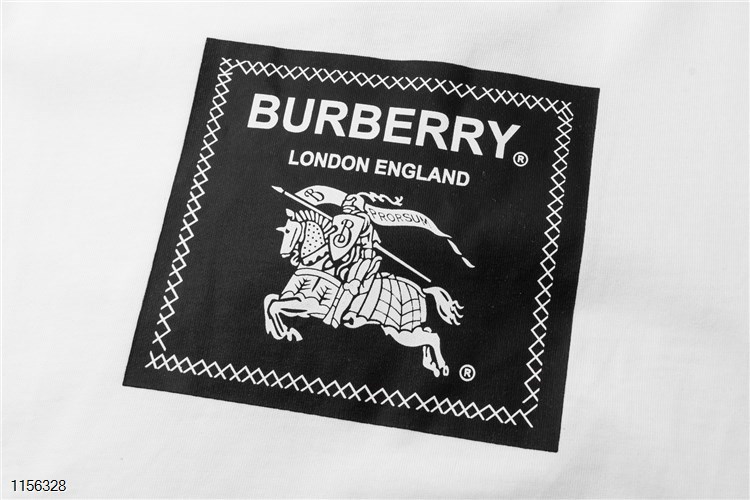 BURBERRY®
LONDON ENGLAND
B PRORSUM
B
®
1156328